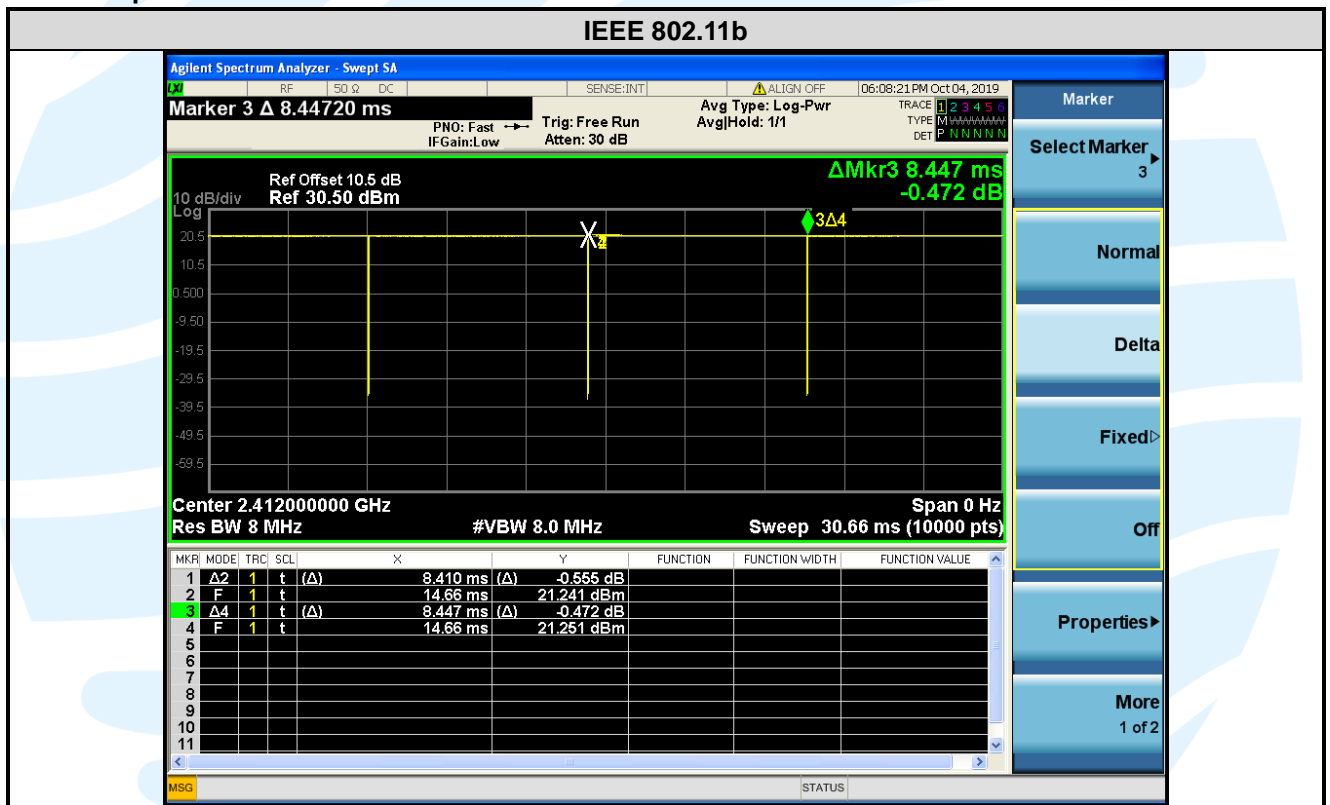 IEEE 802.11b
Agilent Spectrum Analyzer - Swept SA
LXI RF 50 Ω DC SENSE:INT ALIGN OFF 06:08:21 PM Oct 04, 2019
Marker 3 Δ 8.44720 ms
PNO: Fast Trig: Free Run Avg Type: Log-Pwr TRACE 1 2 3 4 5 6
IFGain:Low Atten: 30 dB Avg|Hold: 1/1 TYPE M
DET P N N N N N
Marker
Select Marker
3
Normal
Delta
Fixed
Off
Properties
More
1 of 2
ΔMkr3 8.447 ms
-0.472 dB
Ref Offset 10.5 dB
10 dB/div Ref 30.50 dBm
Log
3Δ4
20.5
10.5
0.500
-9.50
-19.5
-29.5
-39.5
-49.5
-59.5
Center 2.412000000 GHz Span 0 Hz
Res BW 8 MHz #VBW 8.0 MHz Sweep 30.66 ms (10000 pts)
MKR MODE TRC SCL X Y FUNCTION FUNCTION WIDTH FUNCTION VALUE
1 Δ2 1 t (Δ) 8.410 ms (Δ) -0.555 dB
2 F 1 t 14.66 ms 21.241 dBm
3 Δ4 1 t (Δ) 8.447 ms (Δ) -0.472 dB
4 F 1 t 14.66 ms 21.251 dBm
5
6
7
8
9
10
11
MSG STATUS